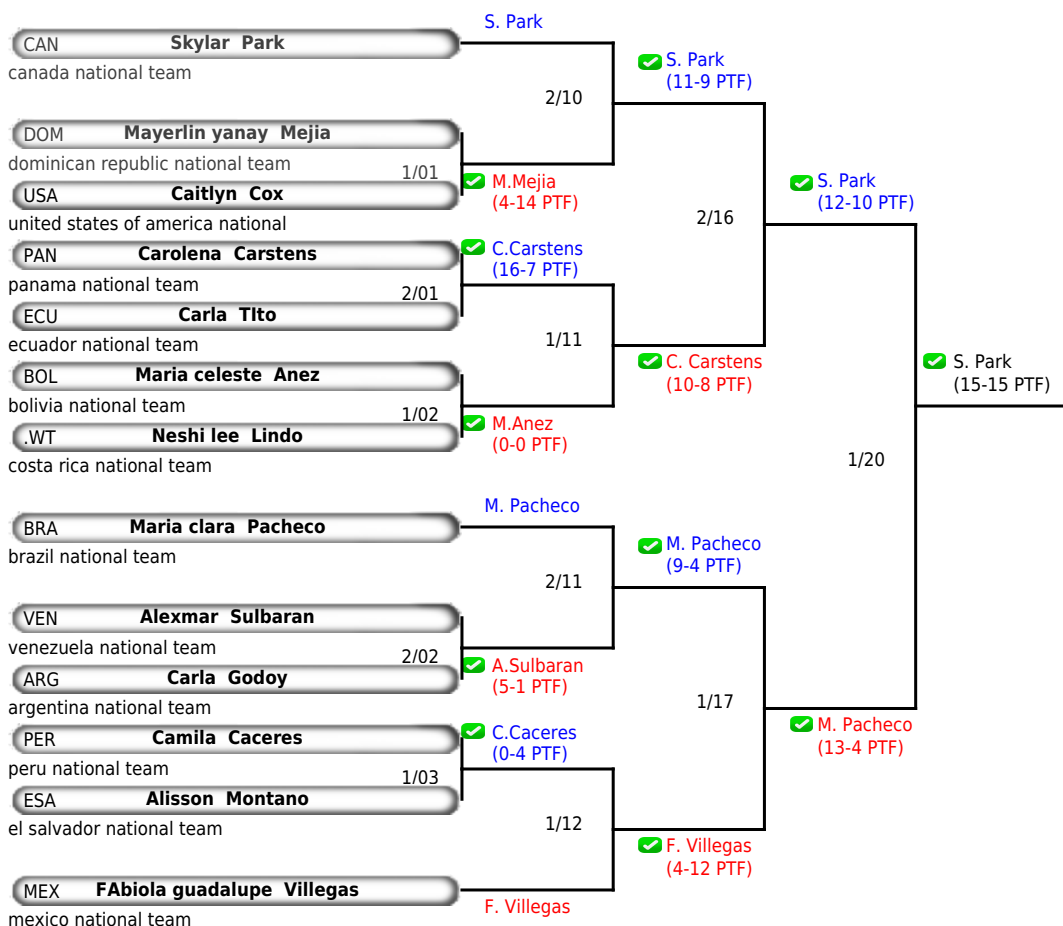 S. Park
CAN Skylar Park
canada national team
S. Park
(11-9 PTF)
2/10
DOM Mayerlin yanay Mejia
dominican republic national team
1/01
M.Mejia
(4-14 PTF)
USA Caitlyn Cox
united states of america national
S. Park
(12-10 PTF)
2/16
PAN Carolena Carstens
panama national team
C.Carstens
(16-7 PTF)
2/01
ECU Carla TIto
ecuador national team
1/11
C. Carstens
(10-8 PTF)
S. Park
(15-15 PTF)
BOL Maria celeste Anez
bolivia national team
1/02
M.Anez
(0-0 PTF)
.WT Neshi lee Lindo
costa rica national team
1/20
M. Pacheco
BRA Maria clara Pacheco
brazil national team
M. Pacheco
(9-4 PTF)
2/11
VEN Alexmar Sulbaran
venezuela national team
2/02
A.Sulbaran
(5-1 PTF)
ARG Carla Godoy
argentina national team
1/17
M. Pacheco
(13-4 PTF)
PER Camila Caceres
peru national team
C.Caceres
(0-4 PTF)
1/03
ESA Alisson Montano
el salvador national team
1/12
F. Villegas
(4-12 PTF)
MEX FAbiola guadalupe Villegas
mexico national team
F. Villegas